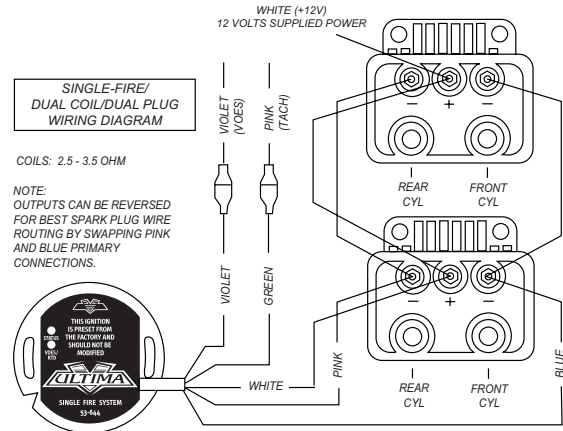 WHITE (+12V)
12 VOLTS SUPPLIED POWER
SINGLE-FIRE/
DUAL COIL/DUAL PLUG
WIRING DIAGRAM
VIOLET
(VOES)
PINK
(TACH)
COILS: 2.5 - 3.5 OHM
NOTE:
OUTPUTS CAN BE REVERSED
FOR BEST SPARK PLUG WIRE
ROUTING BY SWAPPING PINK
AND BLUE PRIMARY
CONNECTIONS.
– + –
REAR
CYL
FRONT
CYL
– + –
REAR
CYL
FRONT
CYL
VIOLET
GREEN
WHITE
PINK
BLUE
THIS IGNITION
IS PRESET FROM
THE FACTORY AND
SHOULD NOT BE
MODIFIED
STATUS
VOES/
RTD
ULTIMA
SINGLE FIRE SYSTEM
53-644